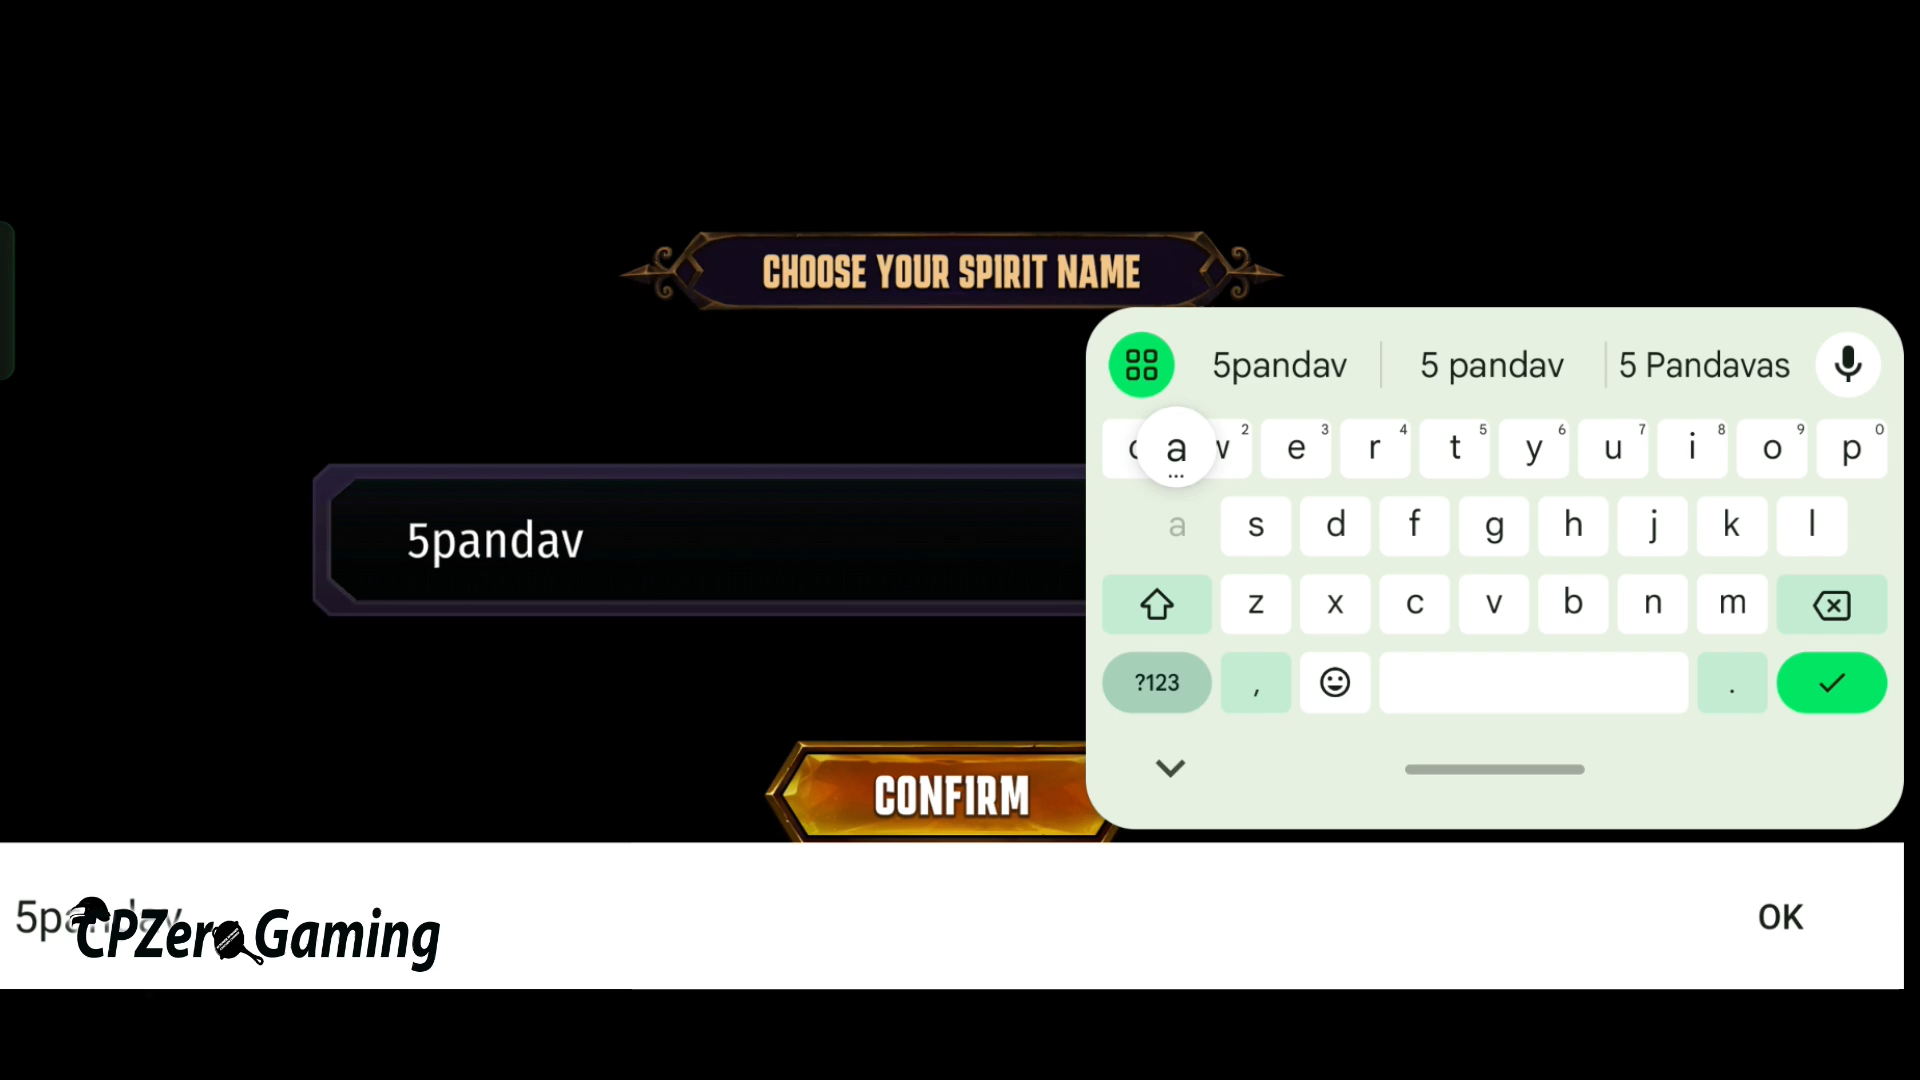 CHOOSE YOUR SPIRIT NAME
5pandav
5pandav 5 pandav 5 Pandavas
a w 2 e 3 r 4 t 5 y 6 u 7 i 8 o 9 p 0
a s d f g h j k l
z x c v b n m
?123 , .
CONFIRM
OK
CPZero Gaming